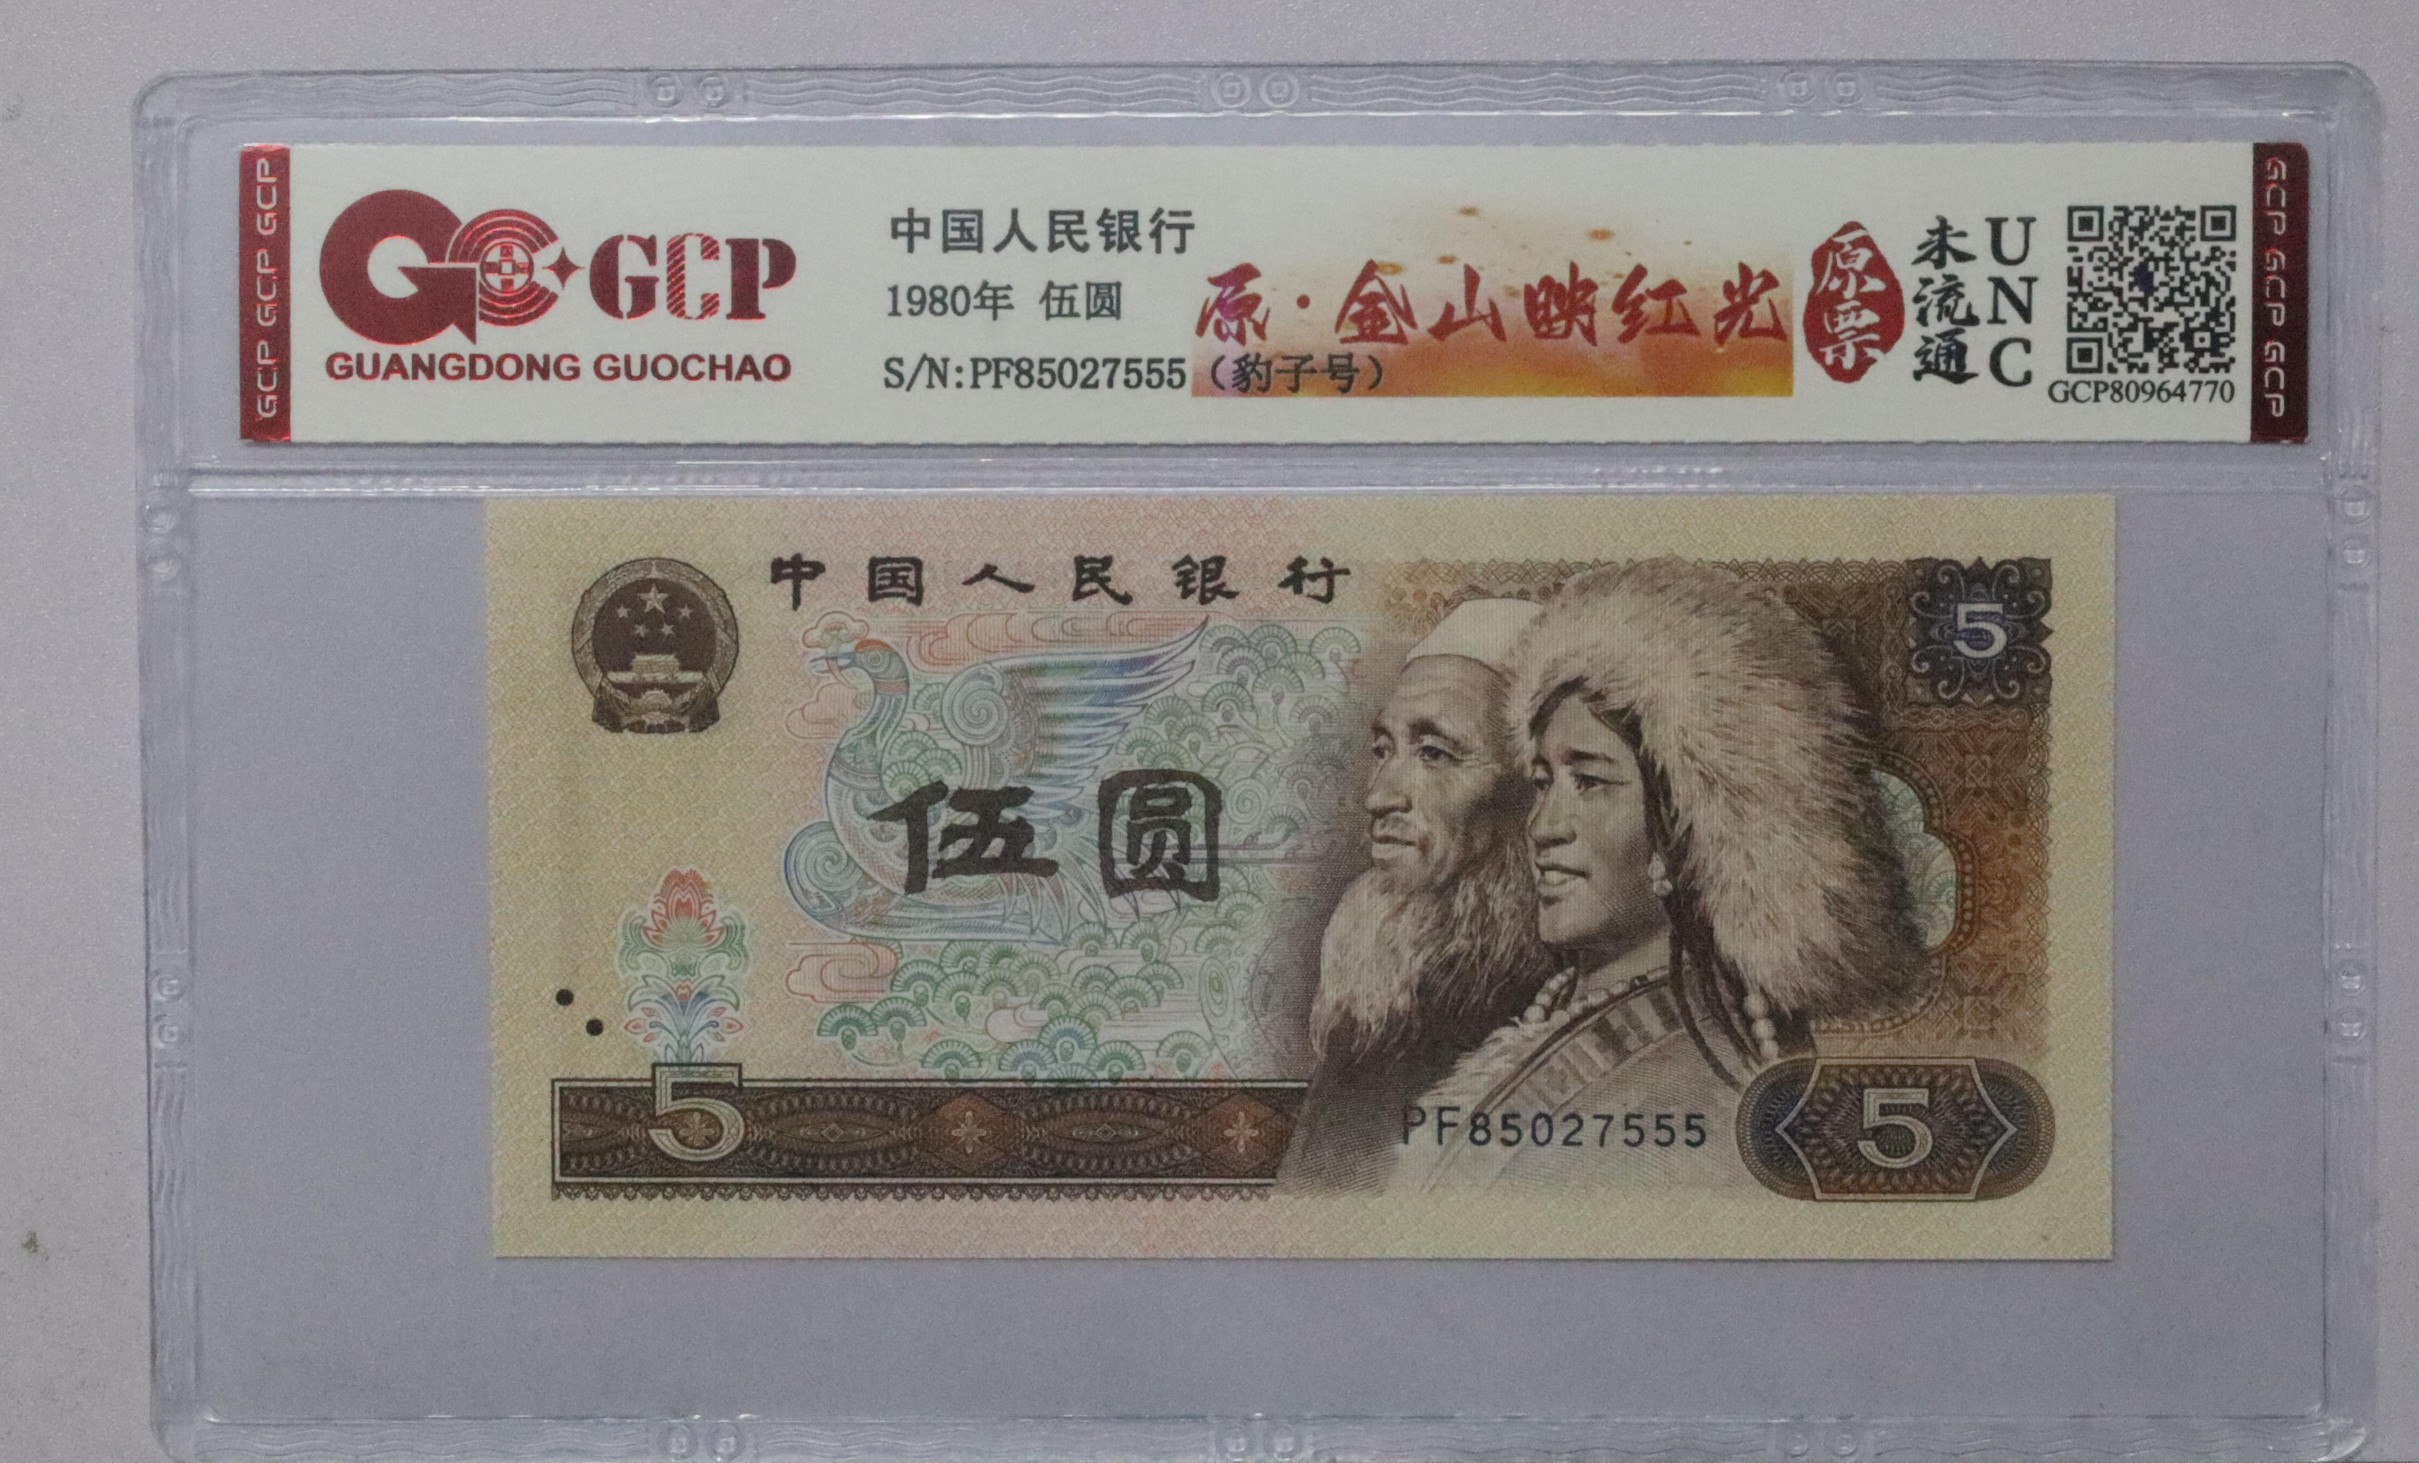 GCP GCP GCP
GCP
GUANGDONG GUOCHAO
中国人民银行
1980年 伍圆
S/N:PF85027555（豹子号）
原·金山映红光
原票
未流通
UNC
GCP80964770
GCP GCP GCP
中国人民银行
5
伍圆
5
PF85027555
5